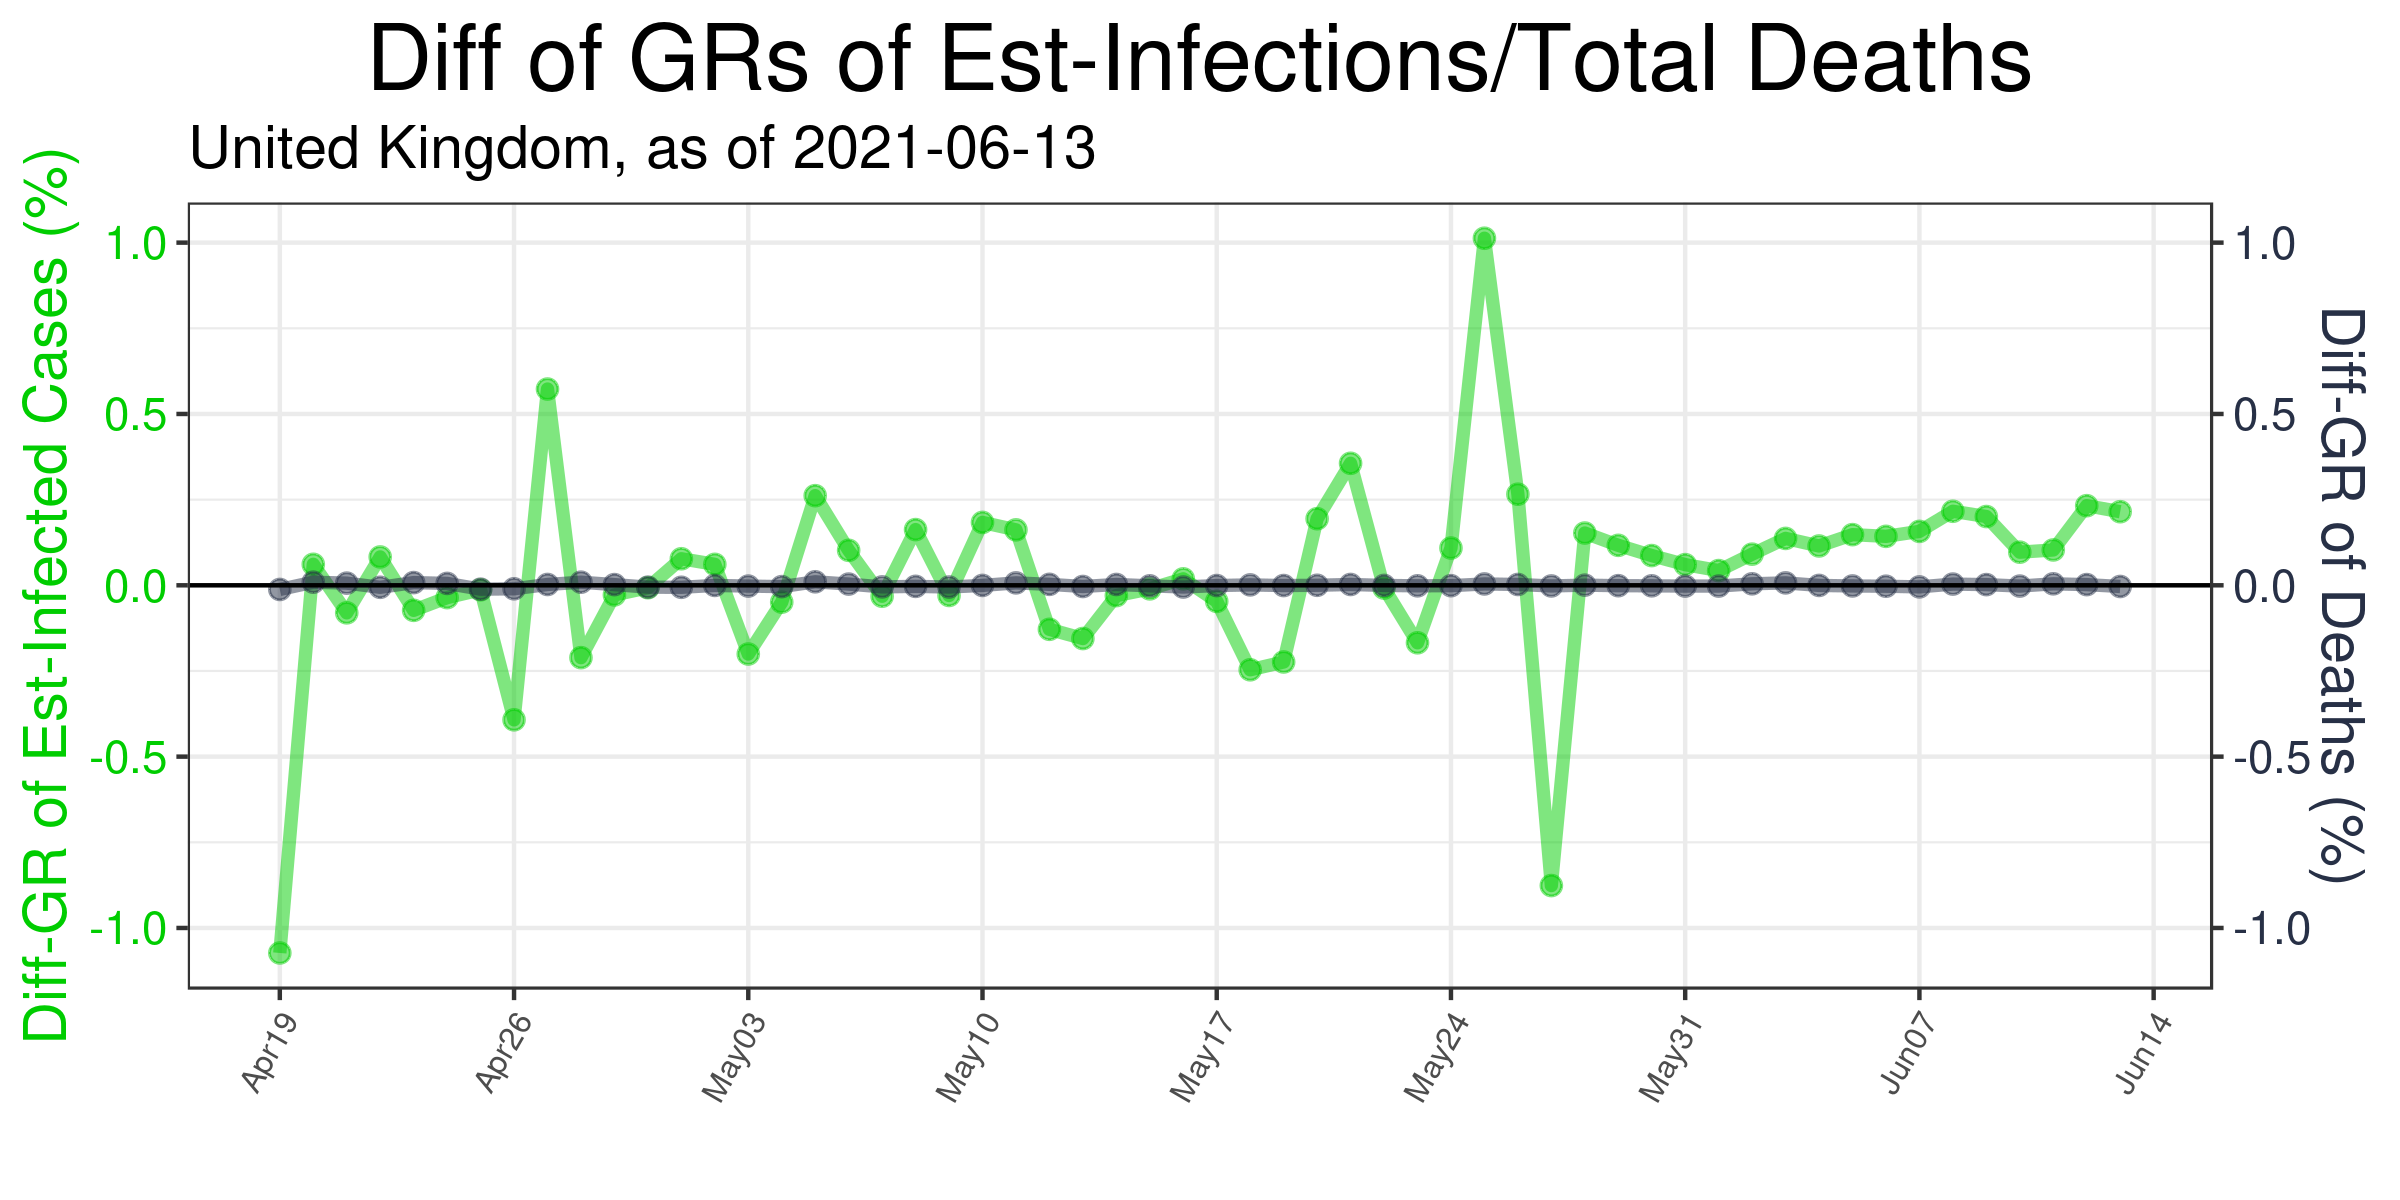 Diff of GRs of Est-Infections/Total Deaths
United Kingdom, as of 2021-06-13
Diff-GR of Est-Infected Cases (%)
1.0
0.5
0.0
-0.5
-1.0
1.0
0.5
0.0
-0.5
-1.0
Diff-GR of Deaths (%)
Apr19
Apr26
May03
May10
May17
May24
May31
Jun07
Jun14